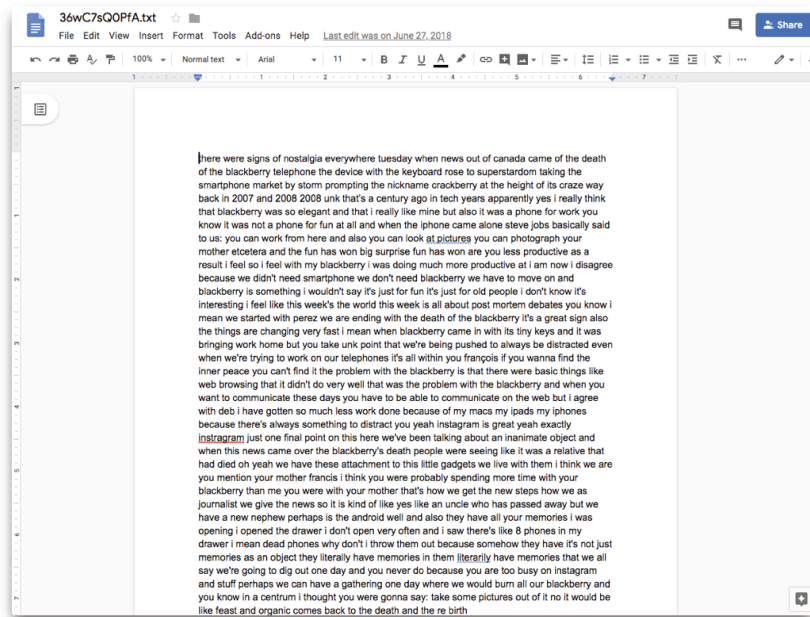 36wC7sQ0PfA.txt
File Edit View Insert Format Tools Add-ons Help Last edit was on June 27, 2018
Share
100% Normal text Arial 11 B I U A
1 1 2 3 4 5 6 7
there were signs of nostalgia everywhere tuesday when news out of canada came of the death
of the blackberry telephone the device with the keyboard rose to superstardom taking the
smartphone market by storm prompting the nickname crackberry at the height of its craze way
back in 2007 and 2008 2008 unk that's a century ago in tech years apparently yes i really think
that blackberry was so elegant and that i really like mine but also it was a phone for work you
know it was not a phone for fun at all and when the iphone came alone steve jobs basically said
to us: you can work from here and also you can look at pictures you can photograph your
mother etcetera and the fun has won big surprise fun has won are you less productive as a
result i feel so i feel with my blackberry i was doing much more productive at i am now i disagree
because we didn't need smartphone we don't need blackberry we have to move on and
blackberry is something i wouldn't say it's just for fun it's just for old people i don't know it's
interesting i feel like this week's the world this week is all about post mortem debates you know i
mean we started with perez we are ending with the death of the blackberry it's a great sign also
the things are changing very fast i mean when blackberry came in with its tiny keys and it was
bringing work home but you take unk point that we're being pushed to always be distracted even
when we're trying to work on our telephones it's all within you françois if you wanna find the
inner peace you can't find it the problem with the blackberry is that there were basic things like
web browsing that it didn't do very well that was the problem with the blackberry and when you
want to communicate these days you have to be able to communicate on the web but i agree
with deb i have gotten so much less work done because of my macs my ipads my iphones
because there's always something to distract you yeah instagram is great yeah exactly
instragram just one final point on this here we've been talking about an inanimate object and
when this news came over the blackberry's death people were seeing like it was a relative that
had died oh yeah we have these attachment to this little gadgets we live with them i think we are
you mention your mother francis i think you were probably spending more time with your
blackberry than me you were with your mother that's how we get the new steps how we as
journalist we give the news so it is kind of like yes like an uncle who has passed away but we
have a new nephew perhaps is the android well and also they have all your memories i was
opening i opened the drawer i don't open very often and i saw there's like 8 phones in my
drawer i mean dead phones why don't i throw them out because somehow they have it's not just
memories as an object they literally have memories in them literarily have memories that we all
say we're going to dig out one day and you never do because you are too busy on instagram
and stuff perhaps we can have a gathering one day where we would burn all our blackberry and
you know in a centrum i thought you were gonna say: take some pictures out of it no it would be
like feast and organic comes back to the death and the re birth